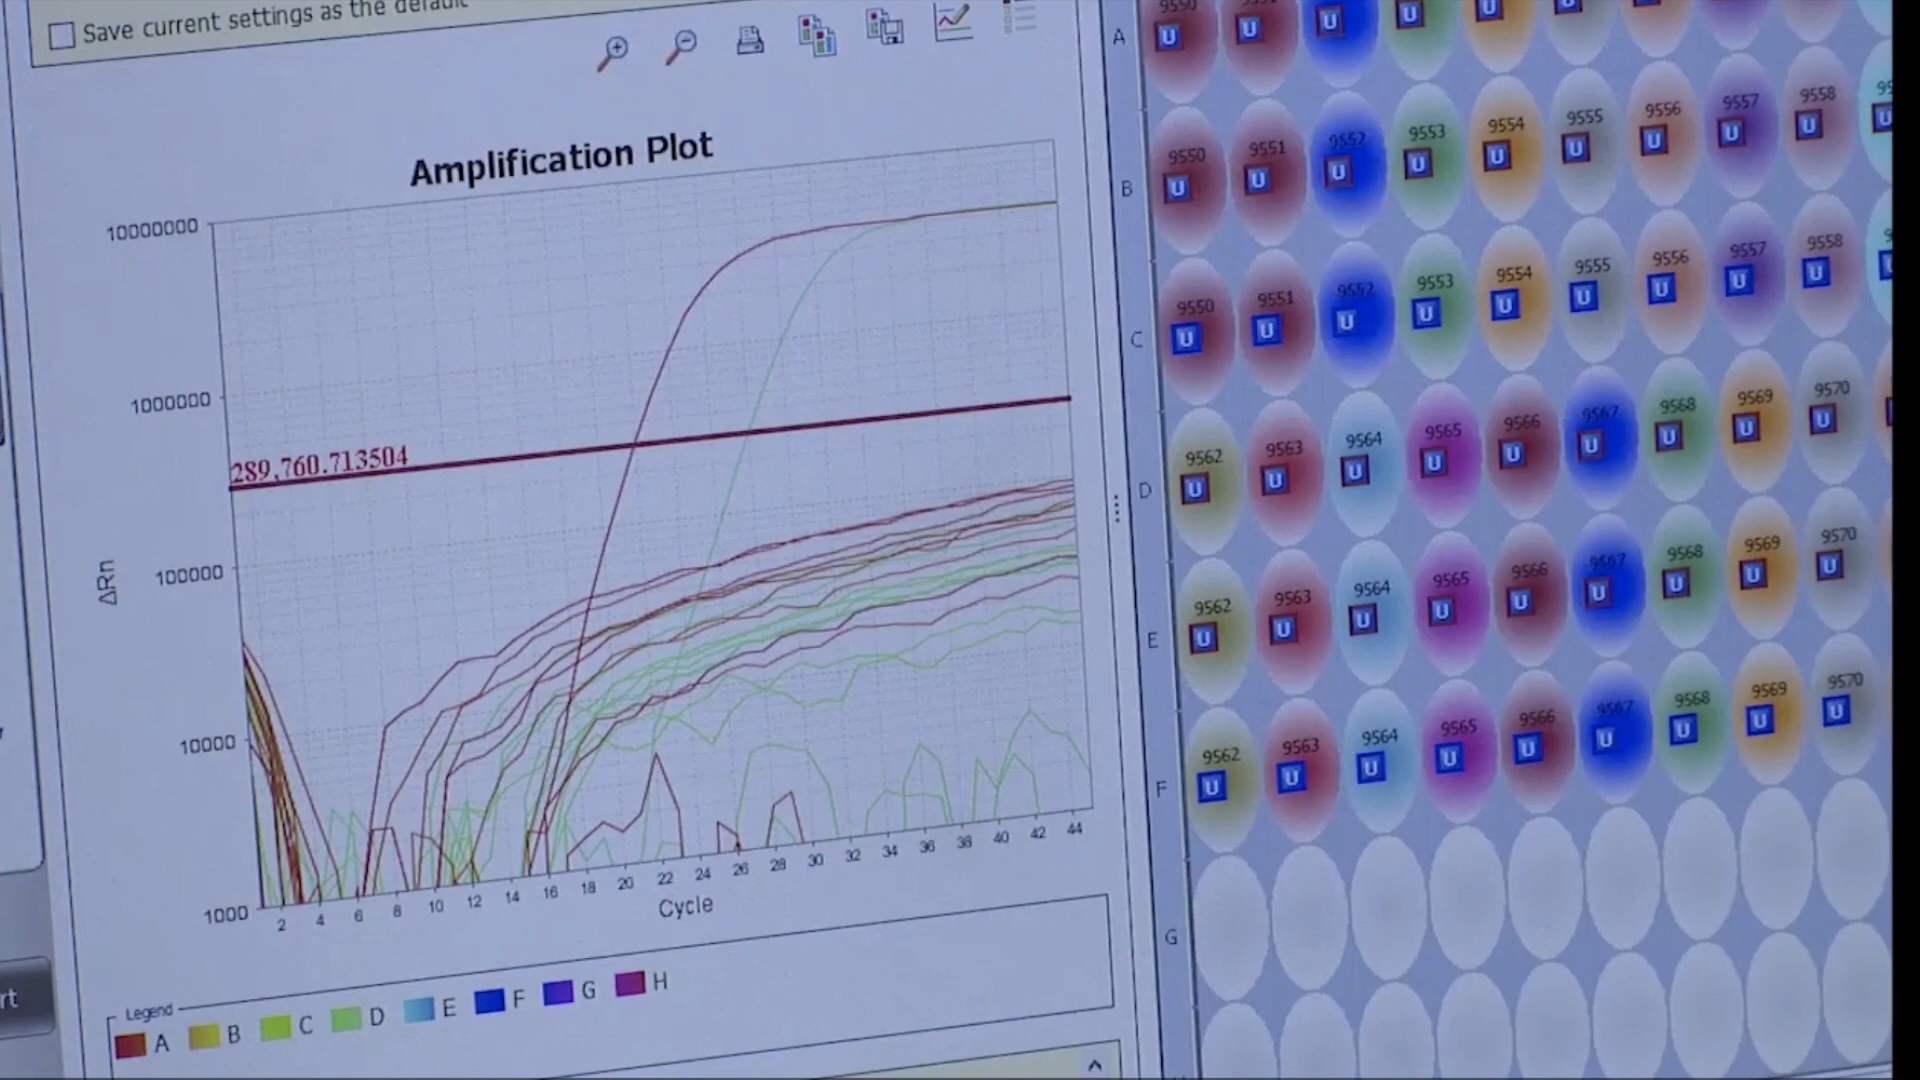 Save current settings as the default
Amplification Plot
10000000
1000000
289,760.713504
100000
10000
1000
ΔRn
2 4 6 8 10 12 14 16 18 20 22 24 26 28 30 32 34 36 38 40 42 44
Cycle
Legend
A B C D E F G H
rt
A
U U U U U
B
9550 9551 9552 9553 9554 9555 9556 9557 9558
U U U U U U U U U U
C
9550 9551 9552 9553 9554 9555 9556 9557 9558
U U U U U U U U U
D
9562 9563 9564 9565 9566 9567 9568 9569 9570
U U U U U U U U U
E
9562 9563 9564 9565 9566 9567 9568 9569 9570
U U U U U U U U U
F
9562 9563 9564 9565 9566 9567 9568 9569 9570
U U U U U U U U U
G